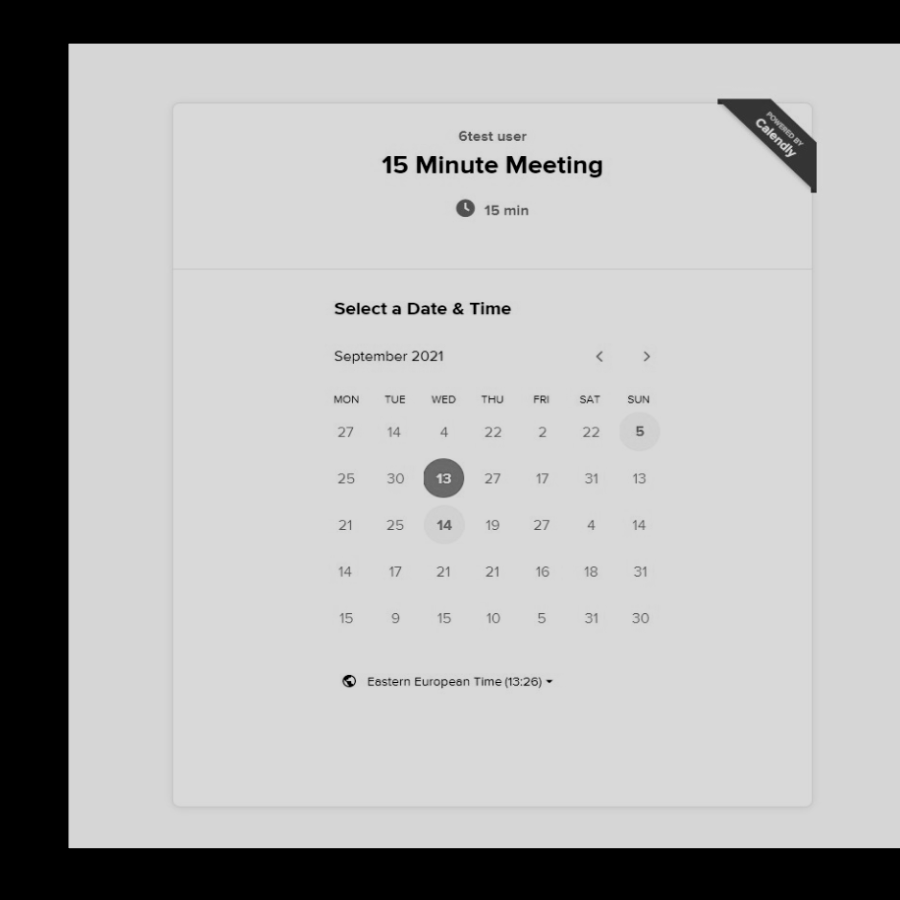 POWERED BY
Calendly
6test user
15 Minute Meeting
15 min
Select a Date & Time
September 2021
MON TUE WED THU FRI SAT SUN
27 14 4 22 2 22 5
25 30 13 27 17 31 13
21 25 14 19 27 4 14
14 17 21 21 16 18 31
15 9 15 10 5 31 30
Eastern European Time (13:26)